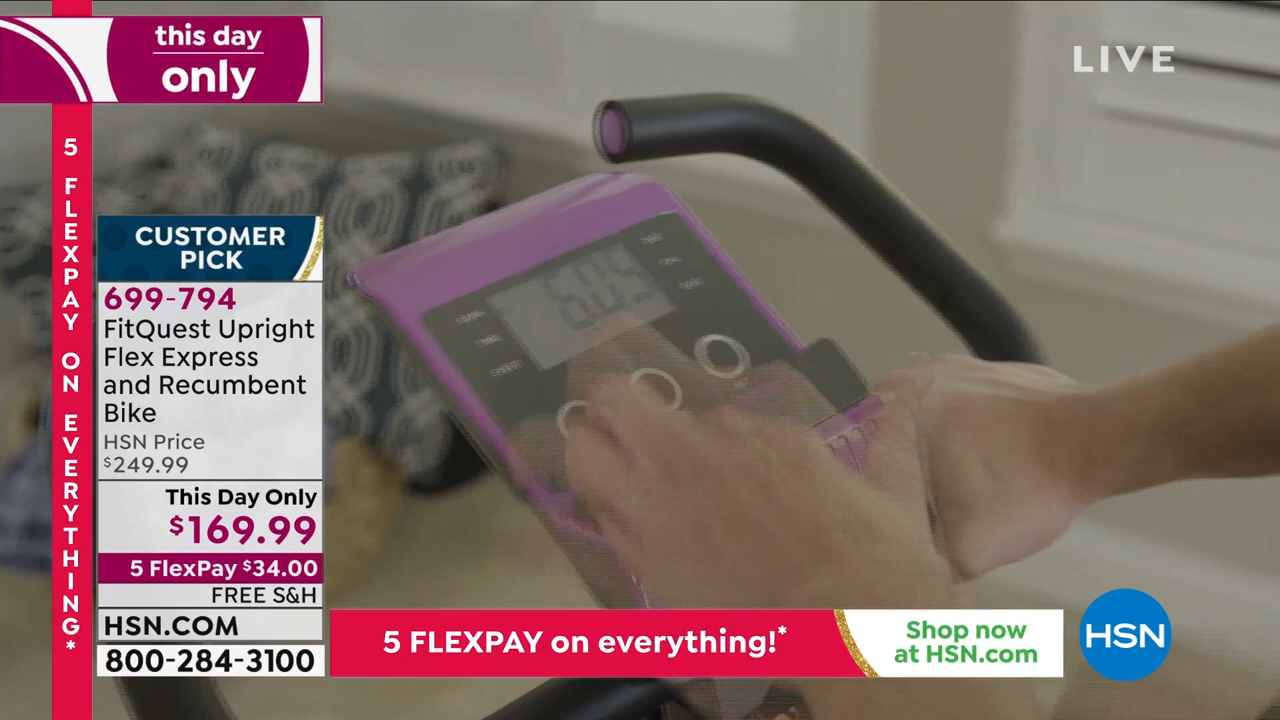 this day
only
LIVE
5 FLEXPAY ON EVERYTHING*
CUSTOMER
PICK
699-794
FitQuest Upright
Flex Express
and Recumbent
Bike
HSN Price
$249.99
This Day Only
$169.99
5 FlexPay $34.00
FREE S&H
HSN.COM
800-284-3100
5 FLEXPAY on everything!*
Shop now
at HSN.com
HSN